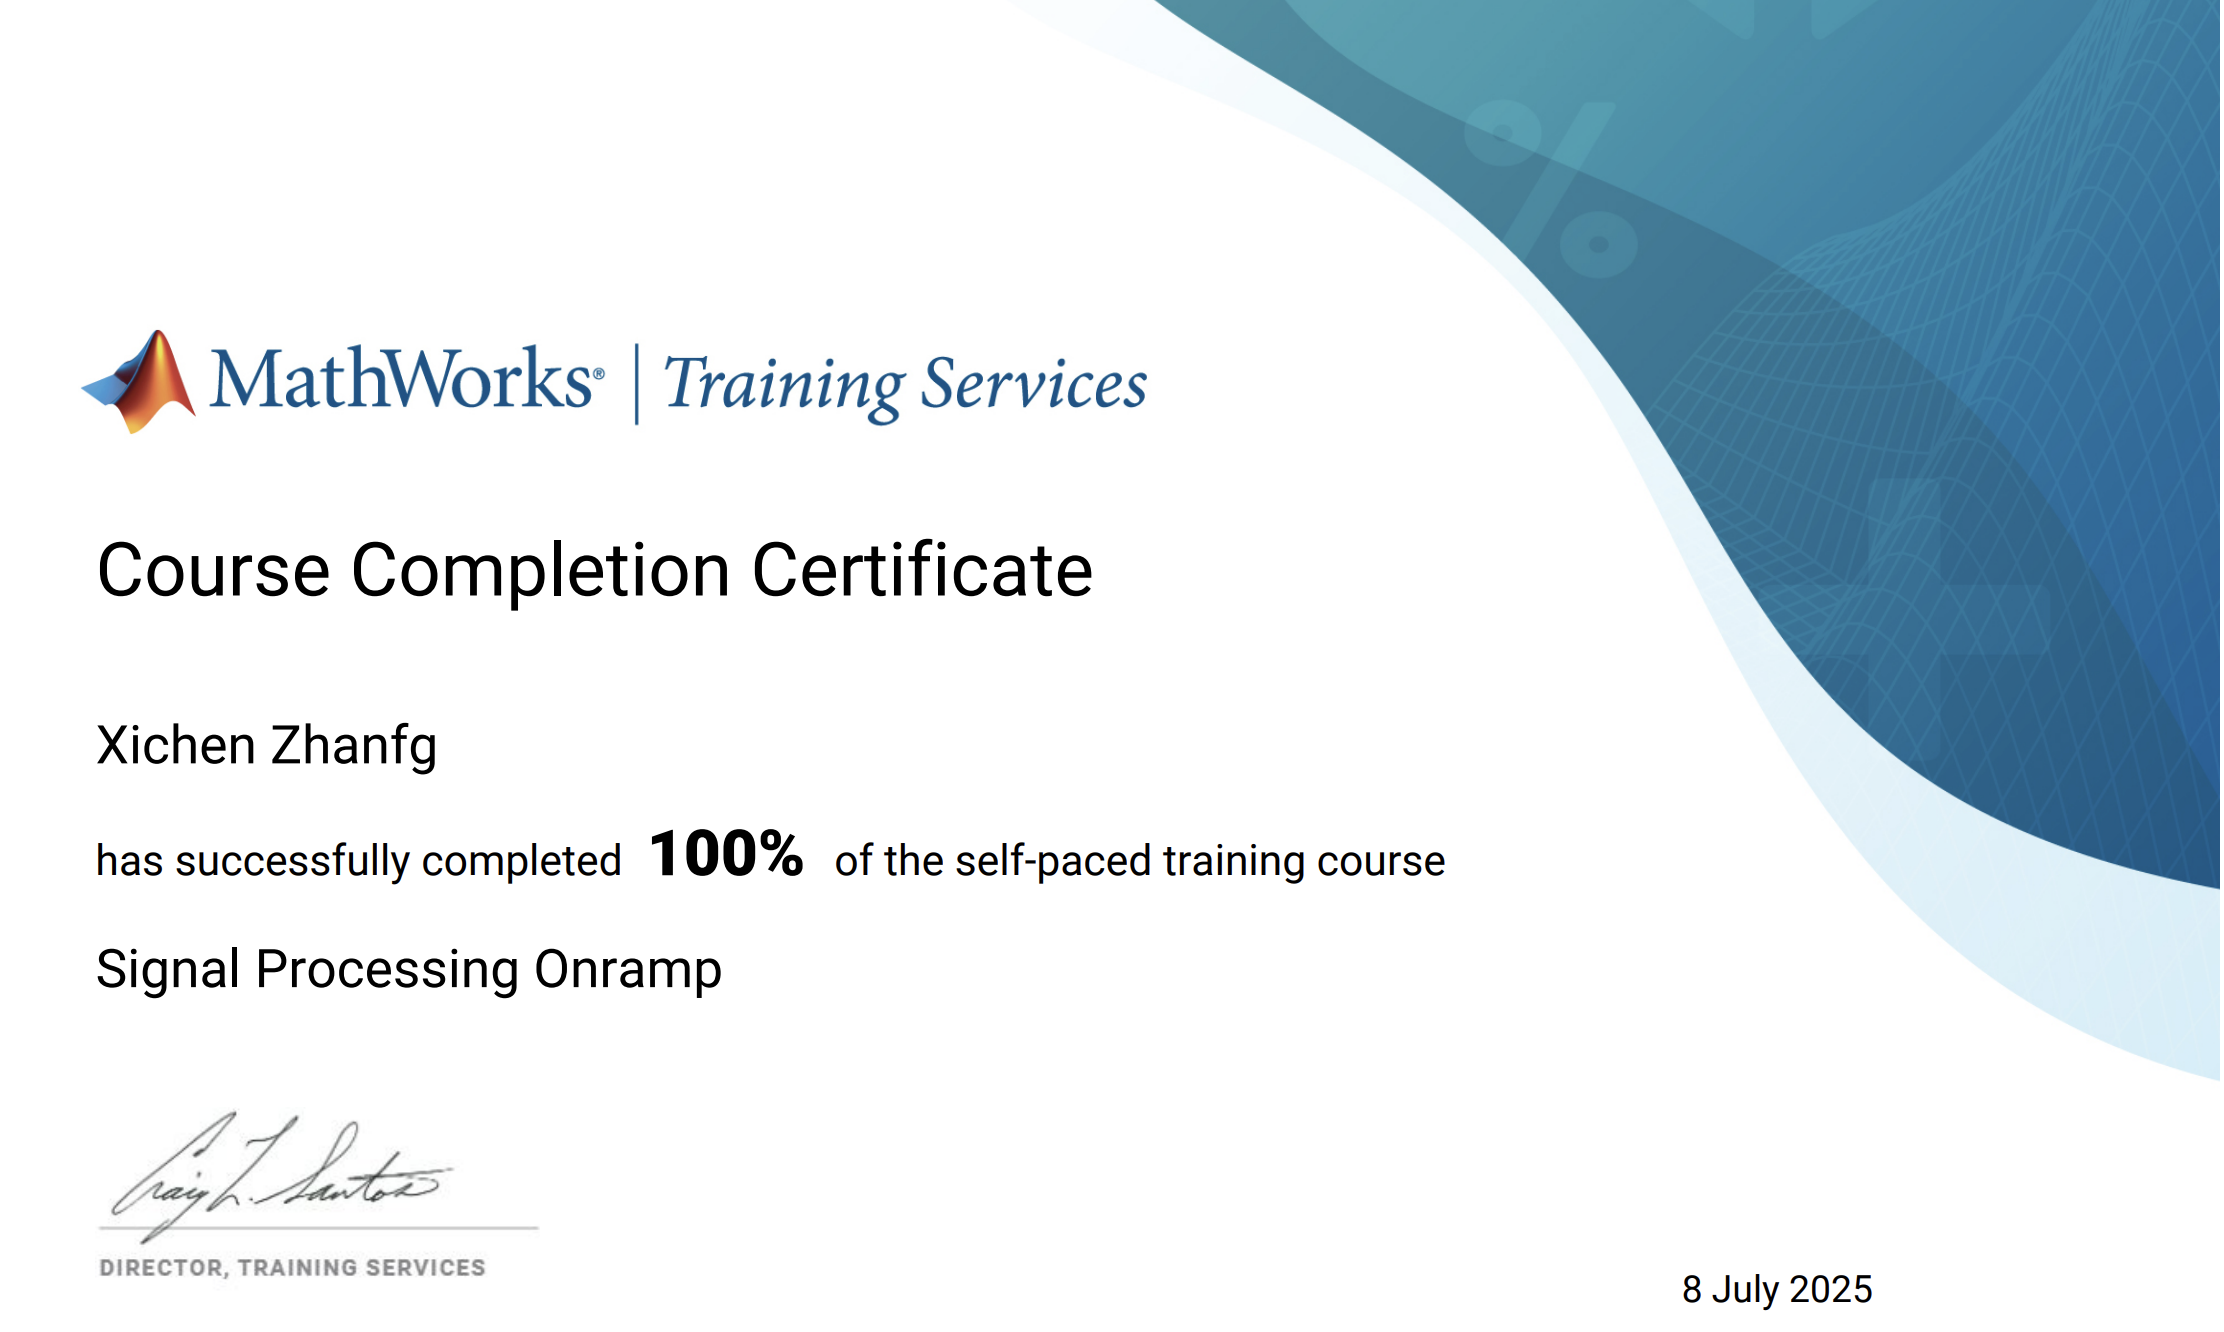 MathWorks® | Training Services
Course Completion Certificate
Xichen Zhanfg
has successfully completed 100% of the self-paced training course
Signal Processing Onramp
Craig L. Santos
DIRECTOR, TRAINING SERVICES
8 July 2025